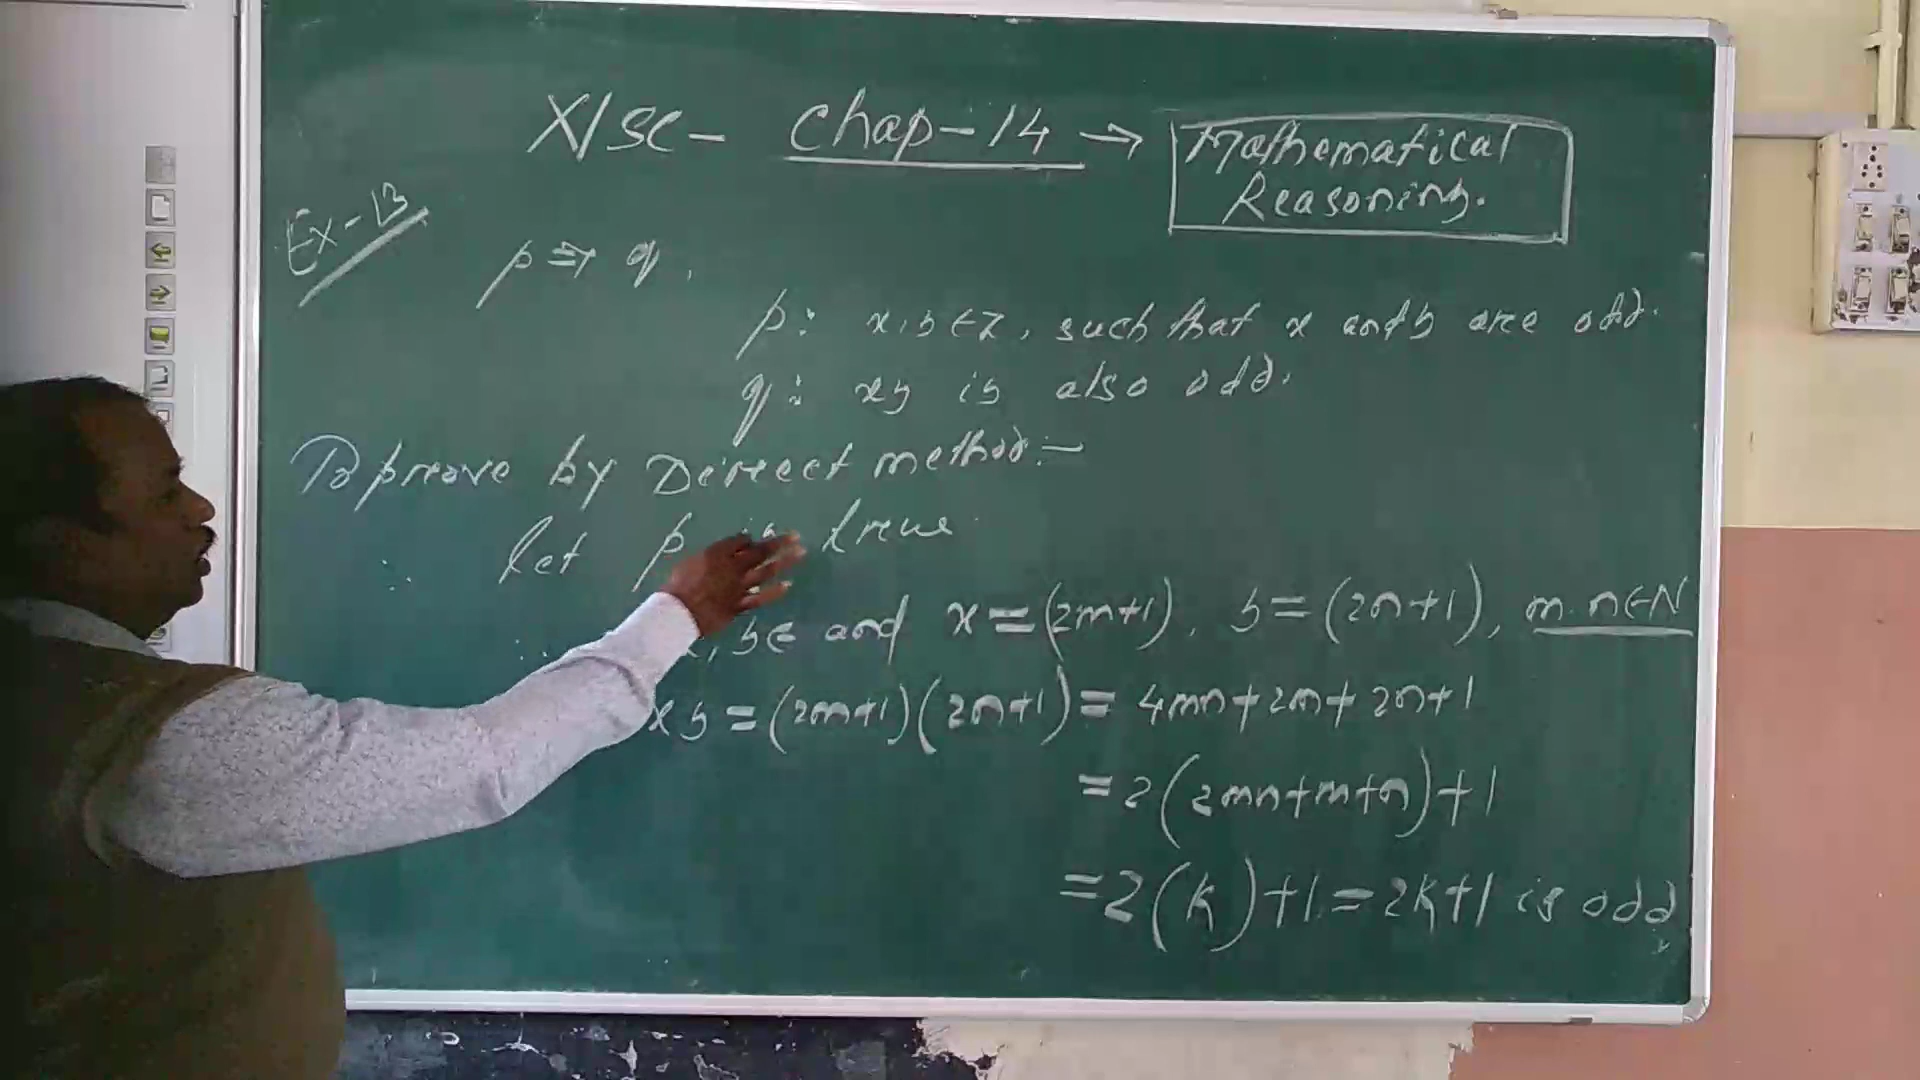 XI SC - Chap-14 → Mathematical Reasoning.
Ex-13
p ⇒ q.
p: x, y ∈ Z, such that x and y are odd.
q: xy is also odd.
To prove by Direct method:-
let p is true
∴ x, y ∈ and x = (2m+1), y = (2n+1), m, n ∈ N
xy = (2m+1)(2n+1) = 4mn + 2m + 2n + 1
= 2(2mn+m+n)+1
= 2(k)+1 = 2k+1 is odd